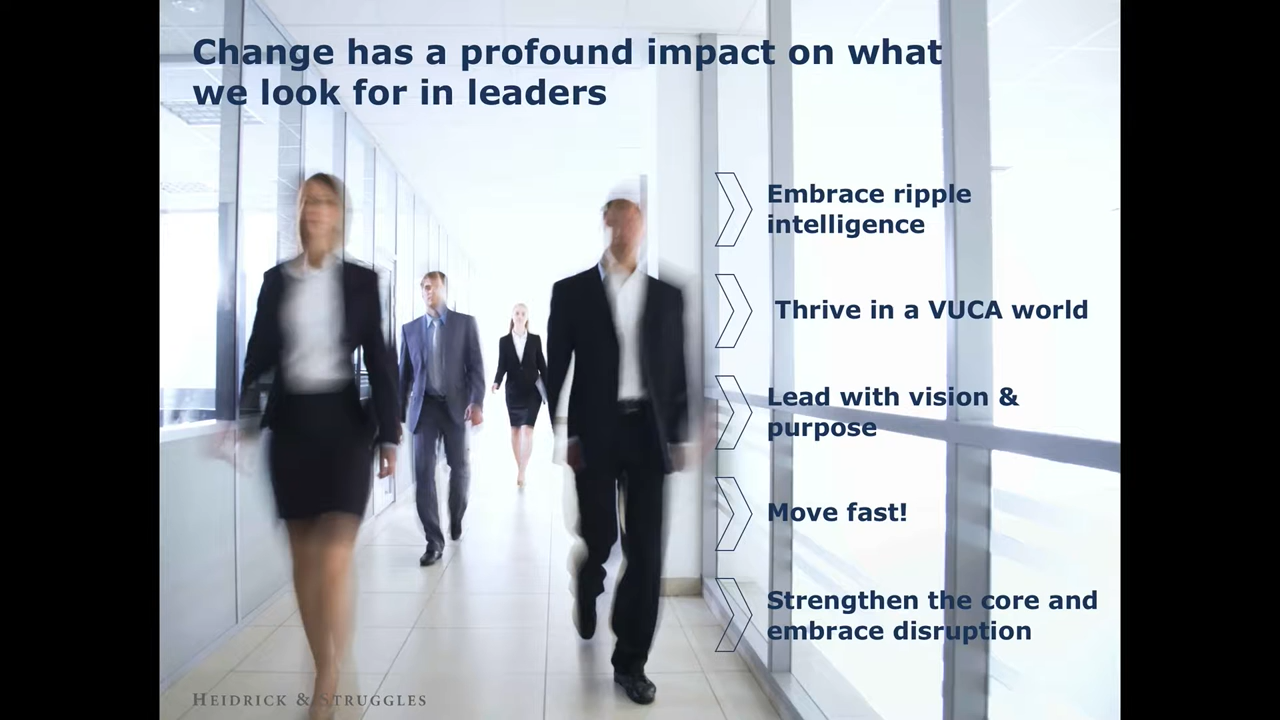 Change has a profound impact on what
we look for in leaders
Embrace ripple
intelligence
Thrive in a VUCA world
Lead with vision &
purpose
Move fast!
Strengthen the core and
embrace disruption
HEIDRICK & STRUGGLES